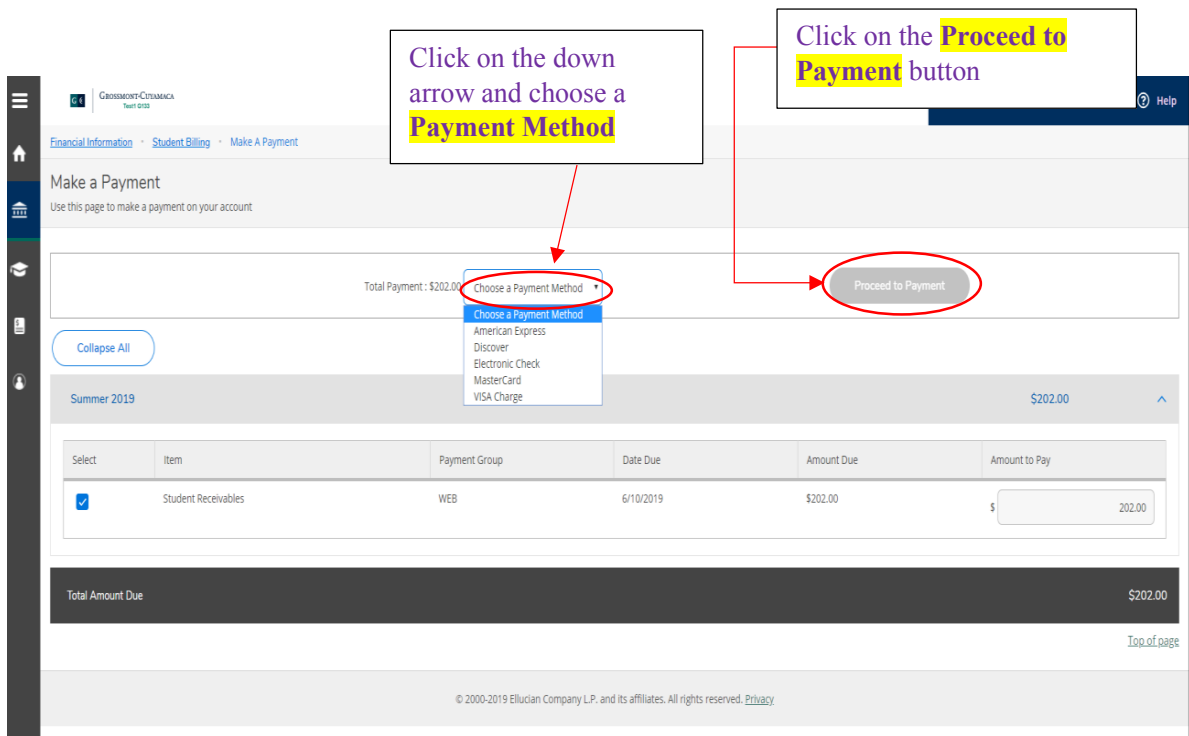 Click on the down
arrow and choose a
Payment Method
Click on the Proceed to
Payment button
GROSSMONT-CUYAMACA
Test1 G133
Help
Financial Information · Student Billing · Make A Payment
Make a Payment
Use this page to make a payment on your account
Total Payment : $202.00 Choose a Payment Method Proceed to Payment
Choose a Payment Method
American Express
Discover
Electronic Check
MasterCard
VISA Charge
Collapse All
Summer 2019 $202.00
Select Item Payment Group Date Due Amount Due Amount to Pay
Student Receivables WEB 6/10/2019 $202.00 $ 202.00
Total Amount Due $202.00
Top of page
© 2000-2019 Ellucian Company L.P. and its affiliates. All rights reserved. Privacy